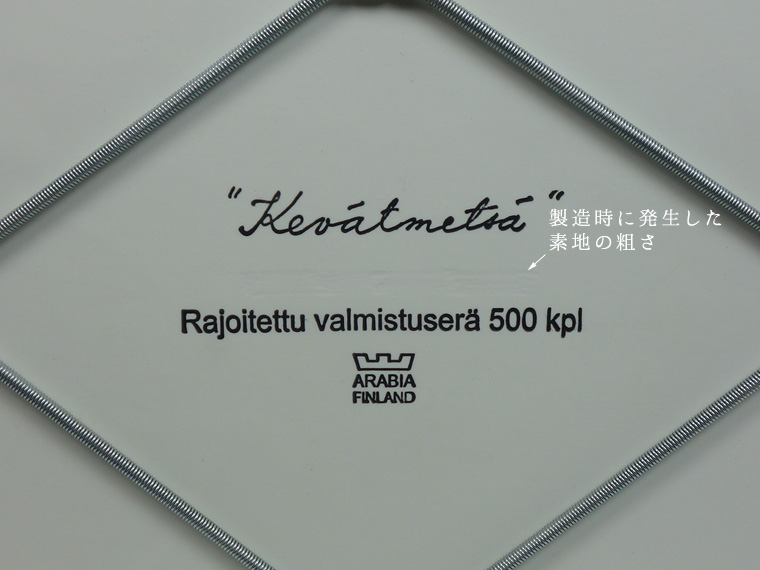 "Kevätmetsä"
製造時に発生した
素地の粗さ
Rajoitettu valmistuserä 500 kpl
ARABIA
FINLAND